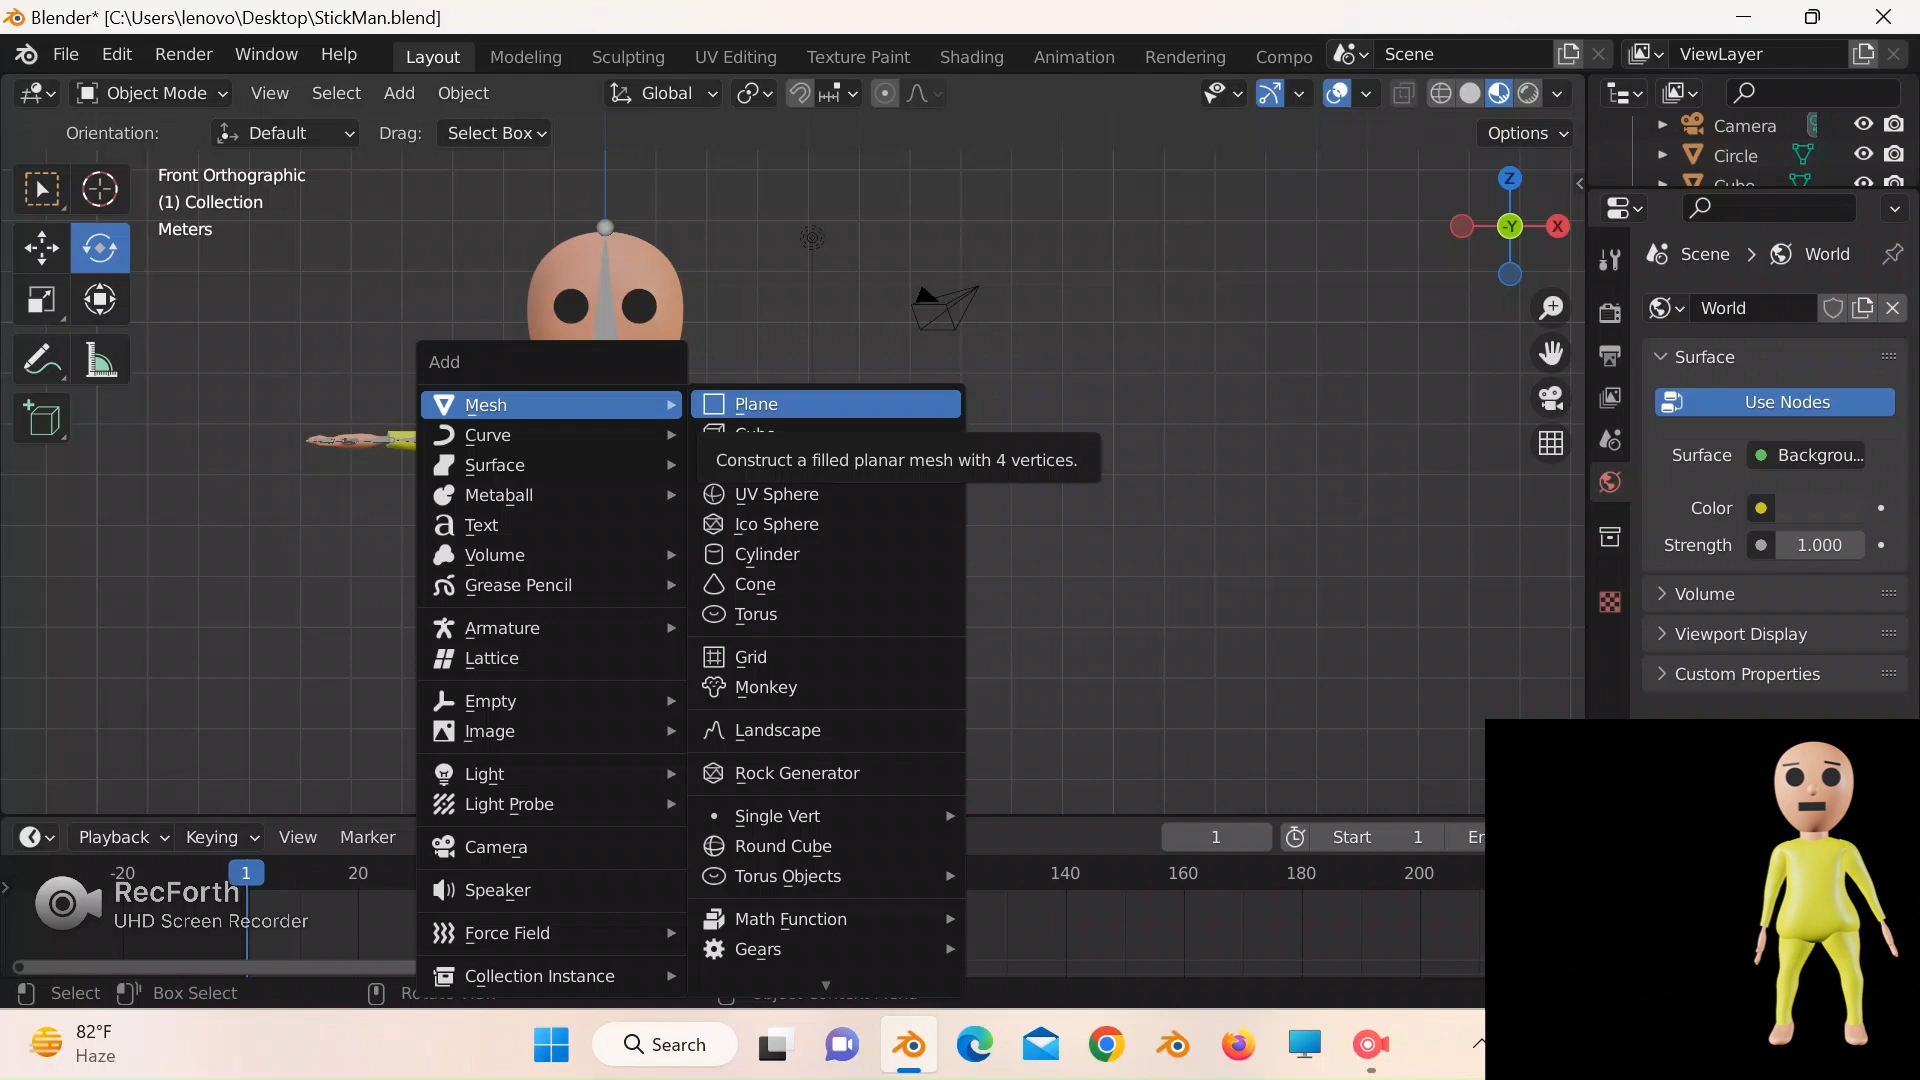 Blender* [C:\Users\lenovo\Desktop\StickMan.blend]
File Edit Render Window Help Layout Modeling Sculpting UV Editing Texture Paint Shading Animation Rendering Compo Scene ViewLayer
Object Mode View Select Add Object Global
Orientation: Default Drag: Select Box Options
Front Orthographic
(1) Collection
Meters
Z
-Y
X
Camera
Circle
Scene World
World
Surface
Use Nodes
Surface Backgrou...
Color
Strength 1.000
Volume
Viewport Display
Custom Properties
Add
Mesh
Curve
Surface
Metaball
Text
Volume
Grease Pencil
Armature
Lattice
Empty
Image
Light
Light Probe
Camera
Speaker
Force Field
Collection Instance
Plane
Construct a filled planar mesh with 4 vertices.
UV Sphere
Ico Sphere
Cylinder
Cone
Torus
Grid
Monkey
Landscape
Rock Generator
Single Vert
Round Cube
Torus Objects
Math Function
Gears
Playback Keying View Marker 1 Start 1
-20 1 20 140 160 180 200
RecForth
UHD Screen Recorder
Select Box Select
82°F
Haze
Search